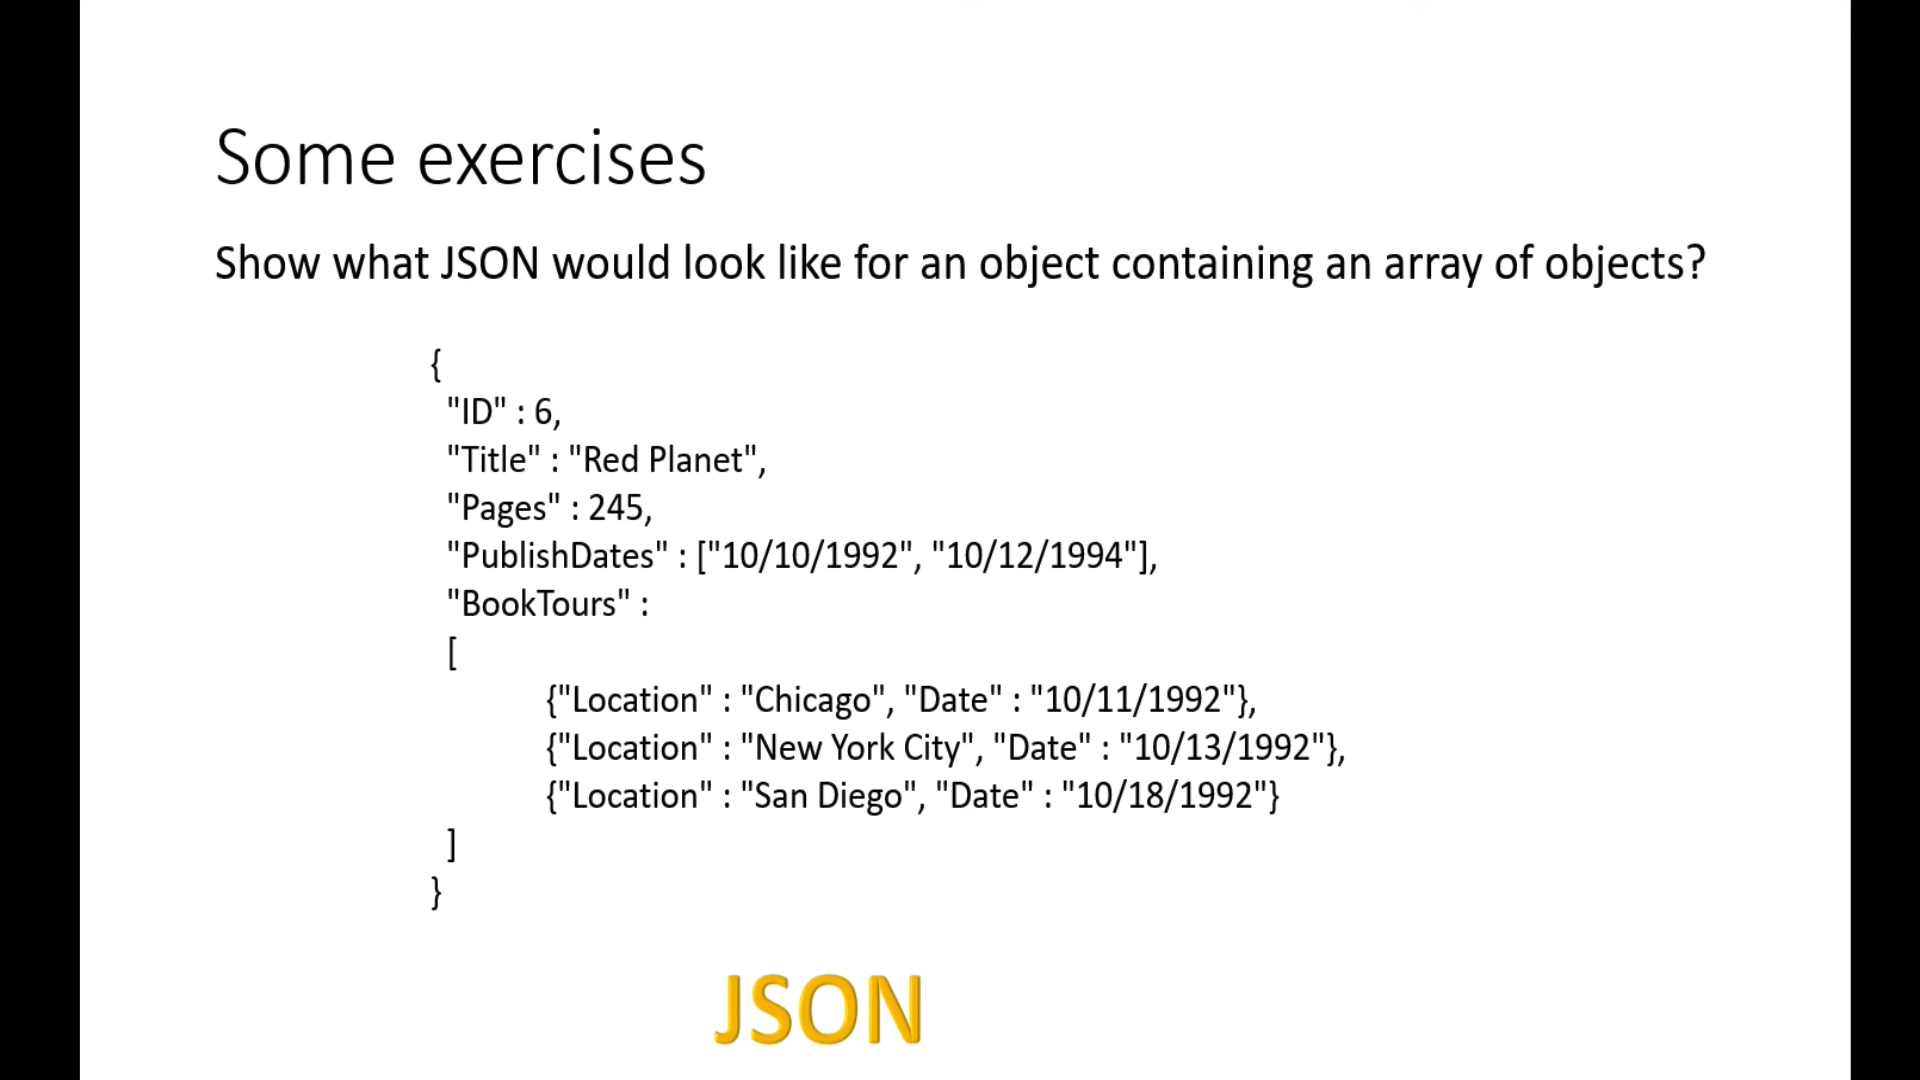 Some exercises
Show what JSON would look like for an object containing an array of objects?
{
"ID" : 6,
"Title" : "Red Planet",
"Pages" : 245,
"PublishDates" : ["10/10/1992", "10/12/1994"],
"BookTours" :
[
{"Location" : "Chicago", "Date" : "10/11/1992"},
{"Location" : "New York City", "Date" : "10/13/1992"},
{"Location" : "San Diego", "Date" : "10/18/1992"}
]
}
JSON